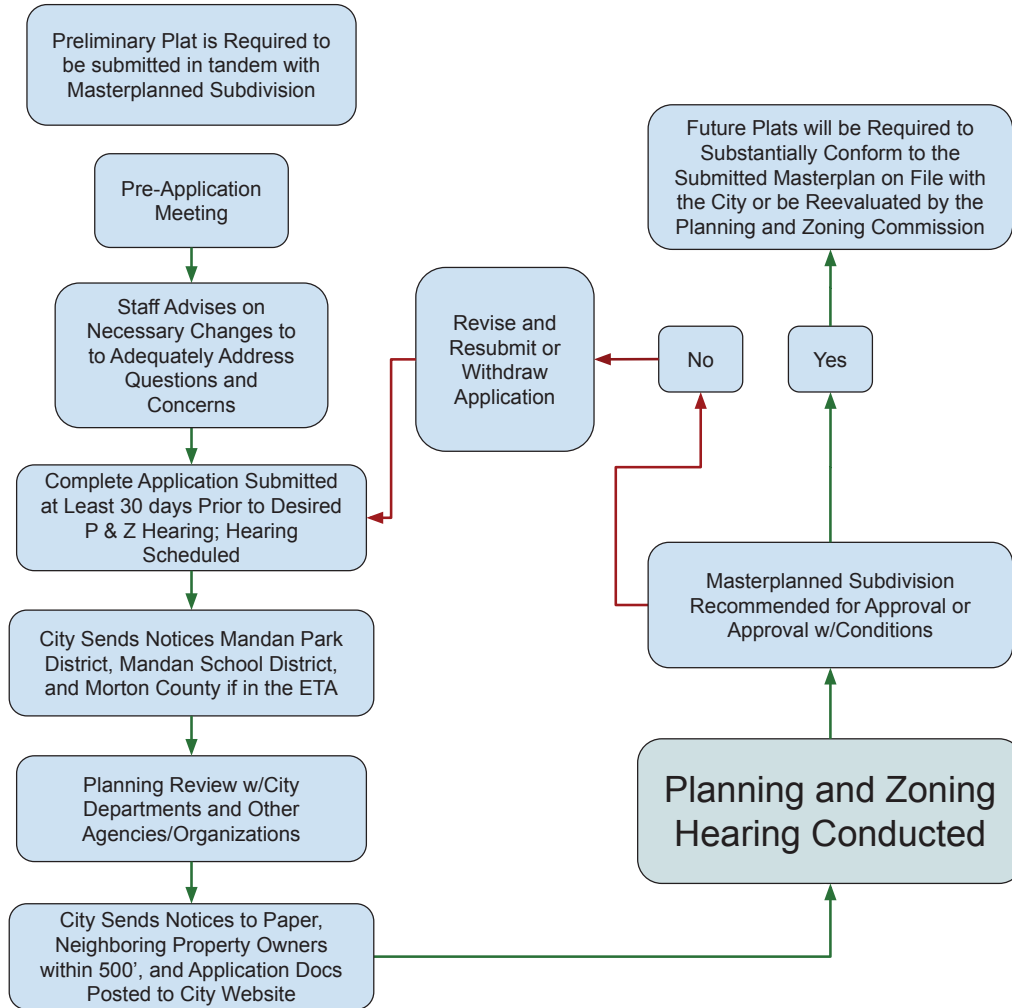 Preliminary Plat is Required to
be submitted in tandem with
Masterplanned Subdivision
Pre-Application
Meeting
Staff Advises on
Necessary Changes to
to Adequately Address
Questions and
Concerns
Complete Application Submitted
at Least 30 days Prior to Desired
P & Z Hearing; Hearing
Scheduled
City Sends Notices Mandan Park
District, Mandan School District,
and Morton County if in the ETA
Planning Review w/City
Departments and Other
Agencies/Organizations
City Sends Notices to Paper,
Neighboring Property Owners
within 500’, and Application Docs
Posted to City Website
Planning and Zoning
Hearing Conducted
Masterplanned Subdivision
Recommended for Approval or
Approval w/Conditions
No
Yes
Revise and
Resubmit or
Withdraw
Application
Future Plats will be Required to
Substantially Conform to the
Submitted Masterplan on File with
the City or be Reevaluated by the
Planning and Zoning Commission